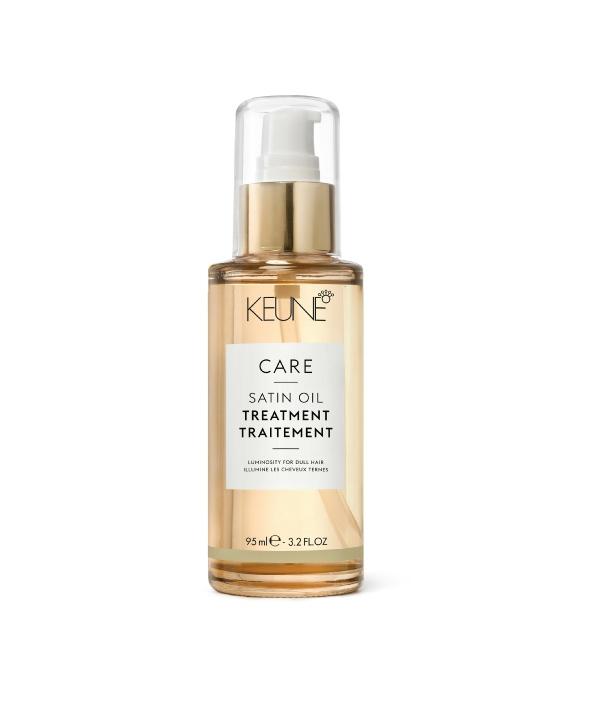 KEUNE
CARE
SATIN OIL
TREATMENT
TRAITEMENT
LUMINOSITY FOR DULL HAIR
ILLUMINE LES CHEVEUX TERNES
95 ml ℮ - 3.2 FL.OZ